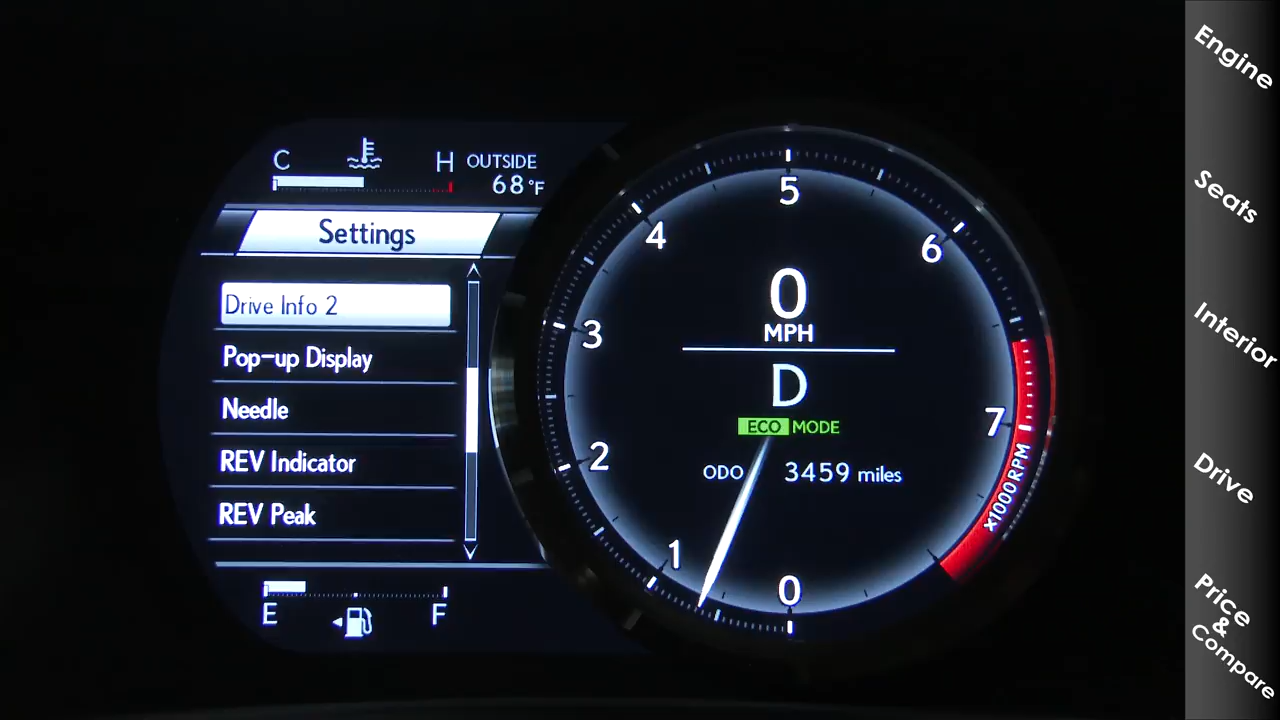 C H OUTSIDE
68°F
Settings
Drive Info 2
Pop-up Display
Needle
REV Indicator
REV Peak
E F
5
4 6
0
MPH
3
D
7
ECO MODE
2
ODO 3459 miles
x1000RPM
1
0
Engine
Seats
Interior
Drive
Price
&
Compare